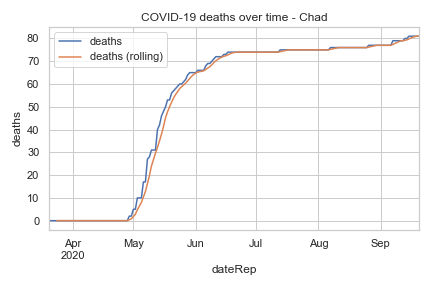 COVID-19 deaths over time - Chad
deaths
deaths (rolling)
deaths
80
70
60
50
40
30
20
10
0
Apr
2020
May
Jun
Jul
Aug
Sep
dateRep